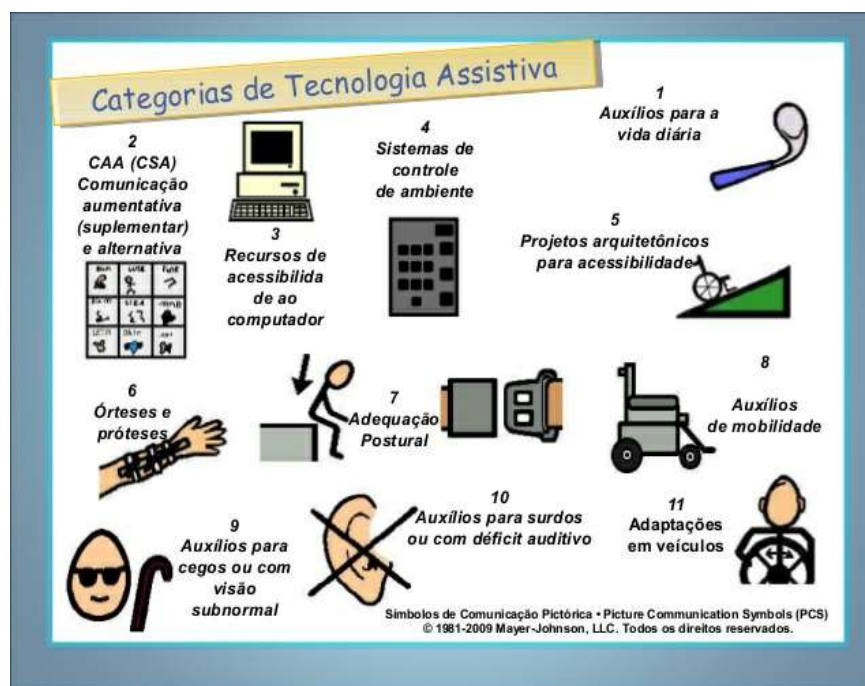 Categorias de Tecnologia Assistiva
1
Auxílios para a
vida diária
2
CAA (CSA)
Comunicação
aumentativa
(suplementar)
e alternativa
3
Recursos de
acessibilida
de ao
computador
4
Sistemas de
controle
de ambiente
5
Projetos arquitetônicos
para acessibilidade
6
Órteses e
próteses
7
Adequação
Postural
8
Auxílios
de mobilidade
9
Auxílios para
cegos ou com
visão
subnormal
10
Auxílios para surdos
ou com déficit auditivo
11
Adaptações
em veículos
Símbolos de Comunicação Pictórica • Picture Communication Symbols (PCS)
© 1981-2009 Mayer-Johnson, LLC. Todos os direitos reservados.